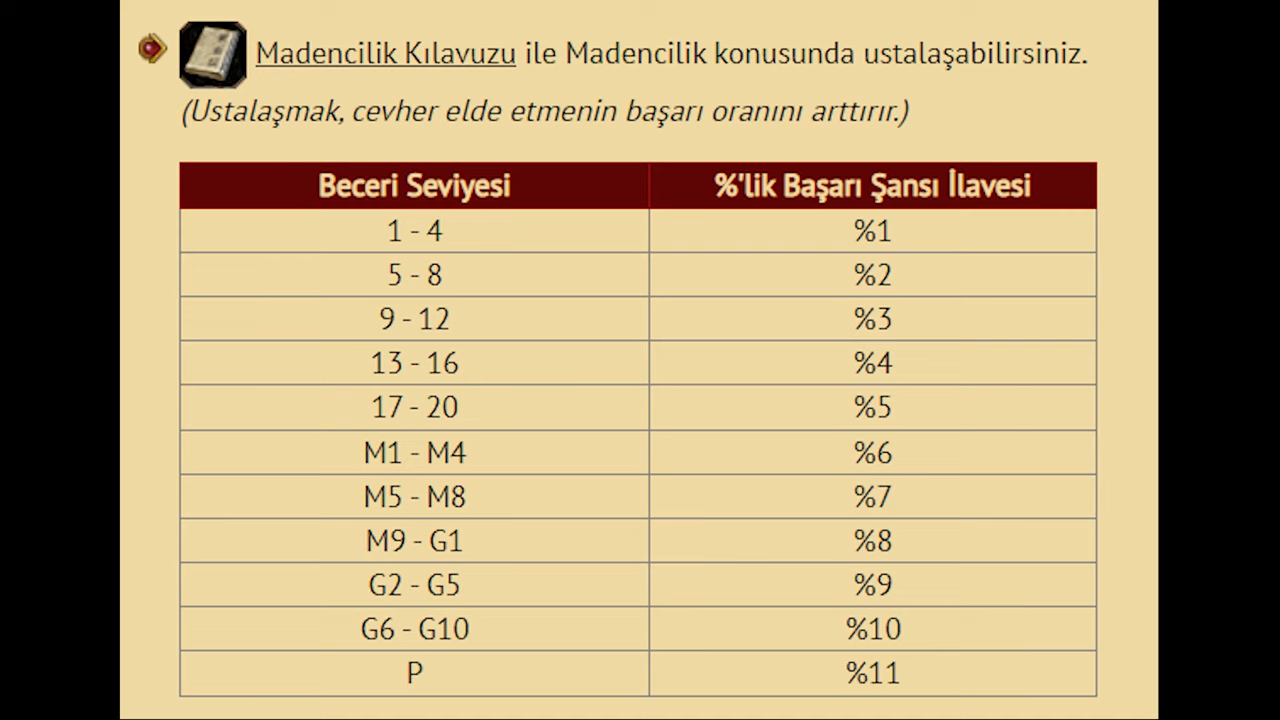 Madencilik Kılavuzu ile Madencilik konusunda ustalaşabilirsiniz.
(Ustalaşmak, cevher elde etmenin başarı oranını arttırır.)
Beceri Seviyesi %'lik Başarı Şansı İlavesi
1 - 4 %1
5 - 8 %2
9 - 12 %3
13 - 16 %4
17 - 20 %5
M1 - M4 %6
M5 - M8 %7
M9 - G1 %8
G2 - G5 %9
G6 - G10 %10
P %11